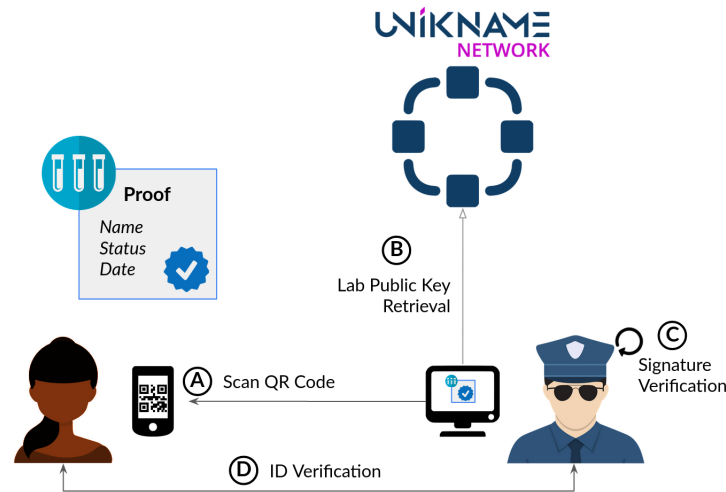 UNIKNAME
NETWORK
Proof
Name
Status
Date
B
Lab Public Key
Retrieval
C
Signature
Verification
A
Scan QR Code
D
ID Verification